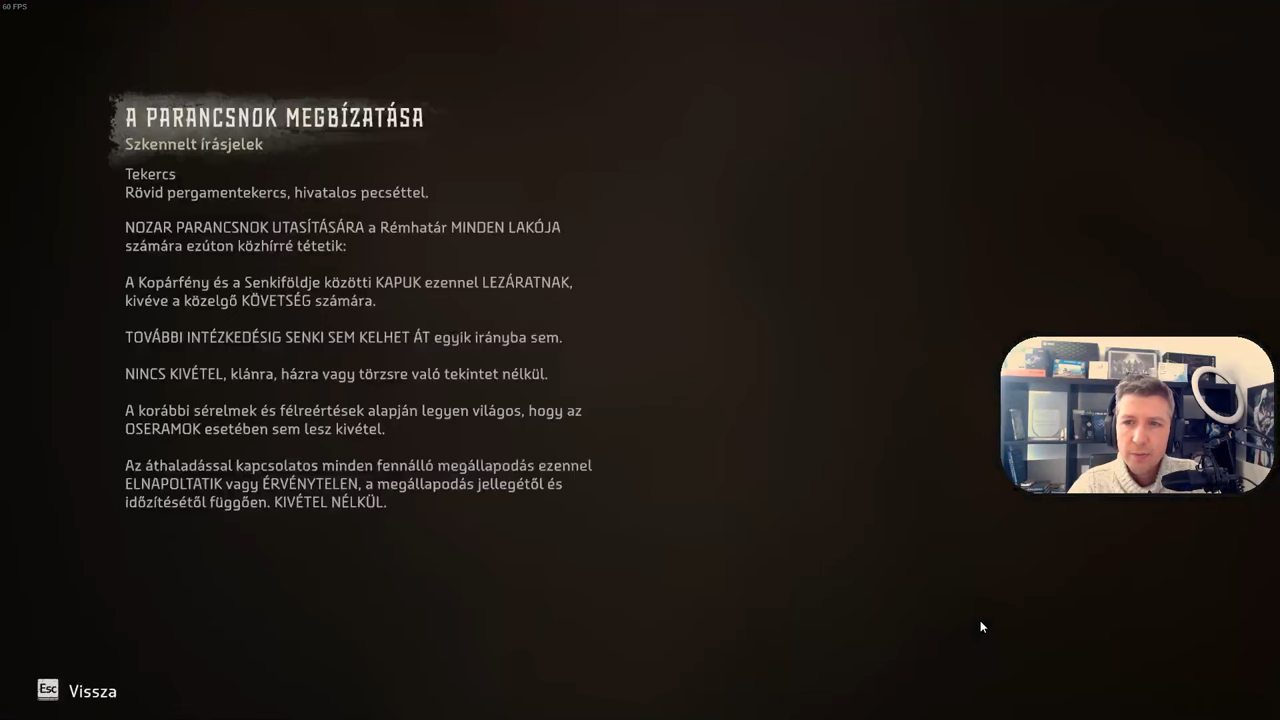 60 FPS
A PARANCSNOK MEGBÍZATÁSA
Szkennelt írásjelek
Tekercs
Rövid pergamentekercs, hivatalos pecséttel.
NOZAR PARANCSNOK UTASÍTÁSÁRA a Rémhatár MINDEN LAKÓJA
számára ezúton közhírré tétetik:
A Kopárfény és a Senkiföldje közötti KAPUK ezennel LEZÁRATNAK,
kivéve a közelgő KÖVETSÉG számára.
TOVÁBBI INTÉZKEDÉSIG SENKI SEM KELHET ÁT egyik irányba sem.
NINCS KIVÉTEL, klánra, házra vagy törzsre való tekintet nélkül.
A korábbi sérelmek és félreértések alapján legyen világos, hogy az
OSERAMOK esetében sem lesz kivétel.
Az áthaladással kapcsolatos minden fennálló megállapodás ezennel
ELNAPOLTATIK vagy ÉRVÉNYTELEN, a megállapodás jellegétől és
időzítésétől függően. KIVÉTEL NÉLKÜL.
Esc Vissza